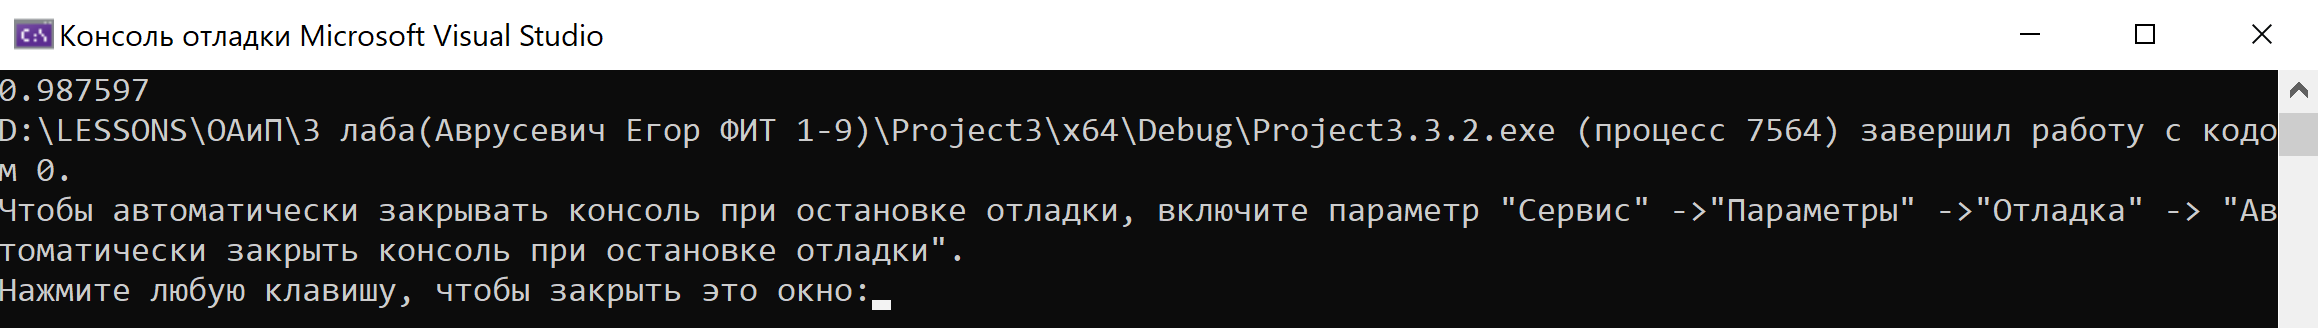 Консоль отладки Microsoft Visual Studio
0.987597
D:\LESSONS\ОАиП\3 лаба(Аврусевич Егор ФИТ 1-9)\Project3\x64\Debug\Project3.3.2.exe (процесс 7564) завершил работу с кодо
м 0.
Чтобы автоматически закрывать консоль при остановке отладки, включите параметр "Сервис" ->"Параметры" ->"Отладка" -> "Ав
томатически закрыть консоль при остановке отладки".
Нажмите любую клавишу, чтобы закрыть это окно: